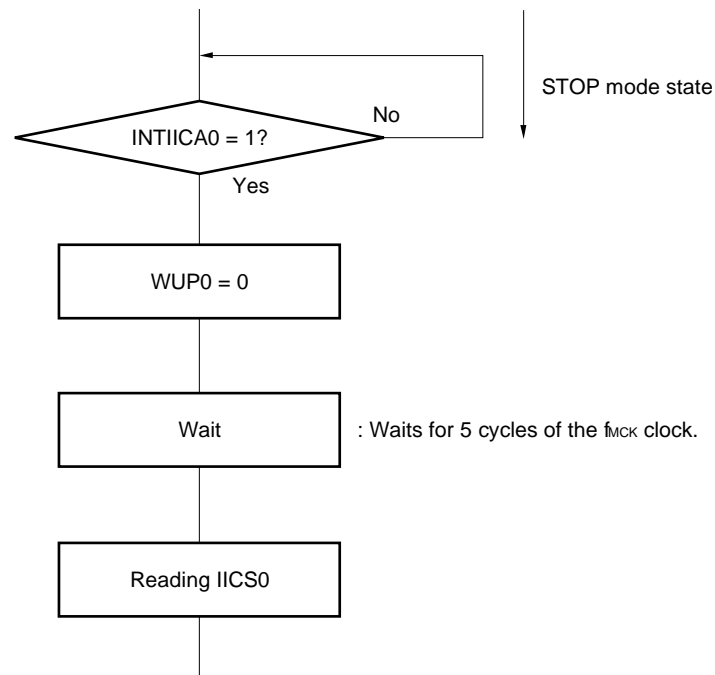 STOP mode state
No
INTIICA0 = 1?
Yes
WUP0 = 0
Wait
: Waits for 5 cycles of the fMCK clock.
Reading IICS0